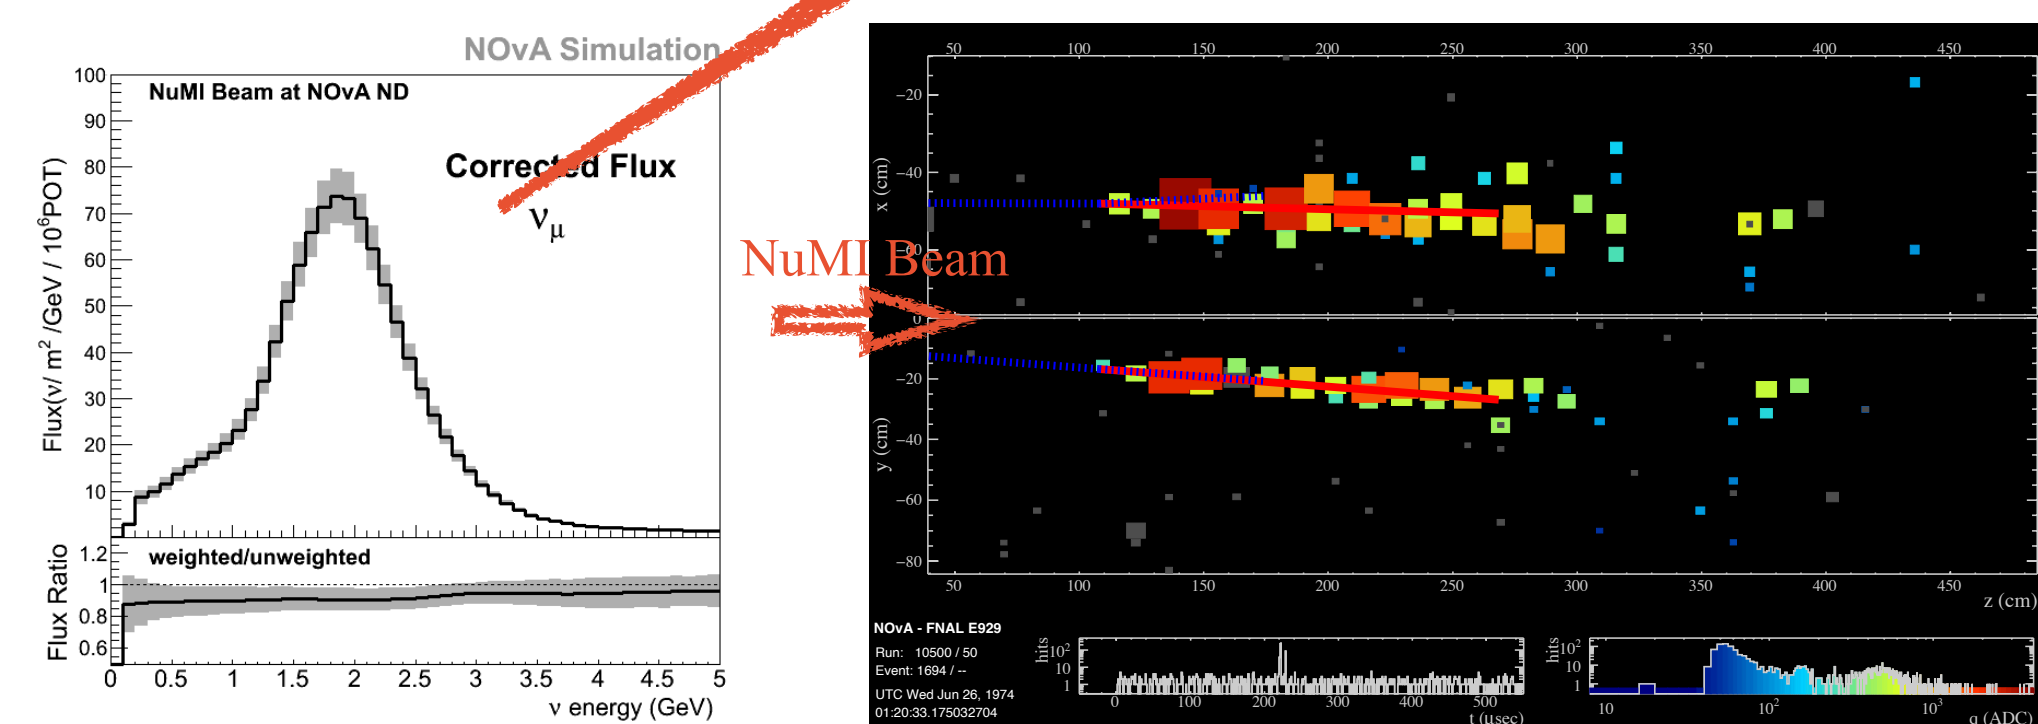 NOvA Simulation
NuMI Beam at NOvA ND
Corrected Flux
νμ
Flux(ν/ m² /GeV / 10⁶POT)
100
90
80
70
60
50
40
30
20
10
weighted/unweighted
Flux Ratio
1.2
1
0.8
0.6
0 0.5 1 1.5 2 2.5 3 3.5 4 4.5 5
ν energy (GeV)
NuMI Beam
50 100 150 200 250 300 350 400 450
x (cm)
−20
−40
0
y (cm)
−20
−40
−60
−80
50 100 150 200 250 300 350 400 450
z (cm)
NOvA - FNAL E929
Run: 10500 / 50
Event: 1694 / --
UTC Wed Jun 26, 1974
01:20:33.175032704
hits
10²
10
1
0 100 200 300 400 500
t (μsec)
hits
10²
10
1
10 10² 10³
q (ADC)